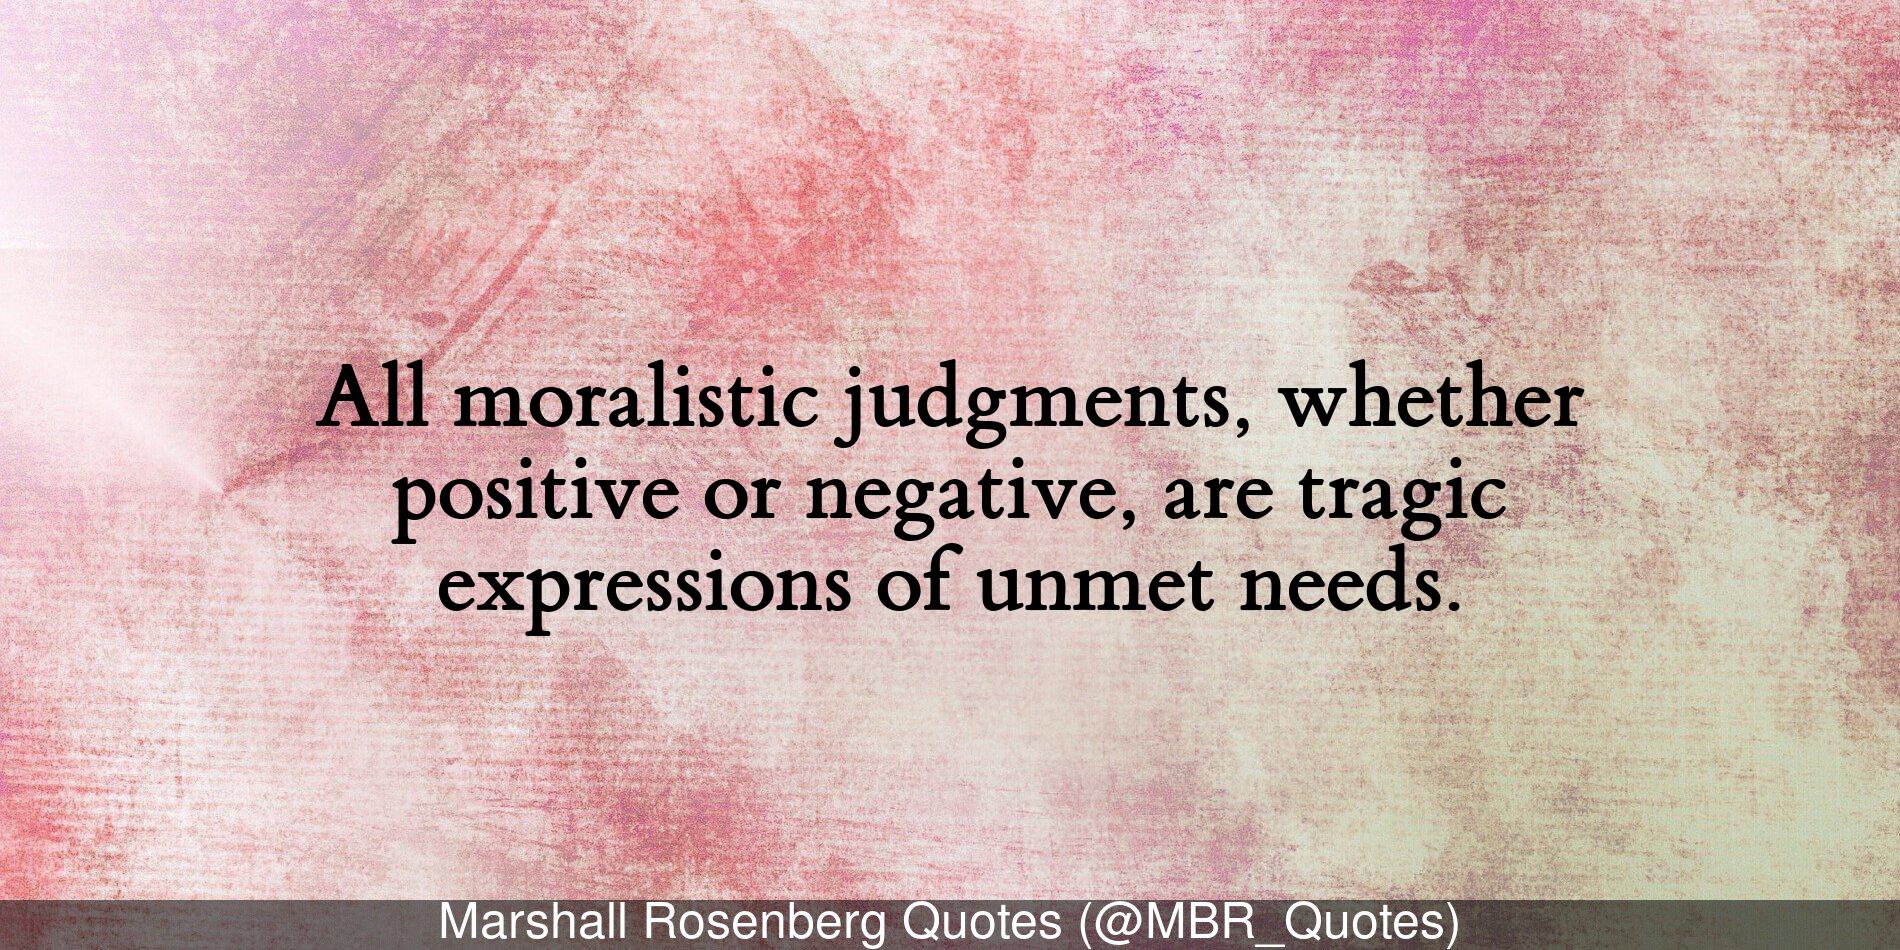 All moralistic judgments, whether
positive or negative, are tragic
expressions of unmet needs.
Marshall Rosenberg Quotes (@MBR_Quotes)